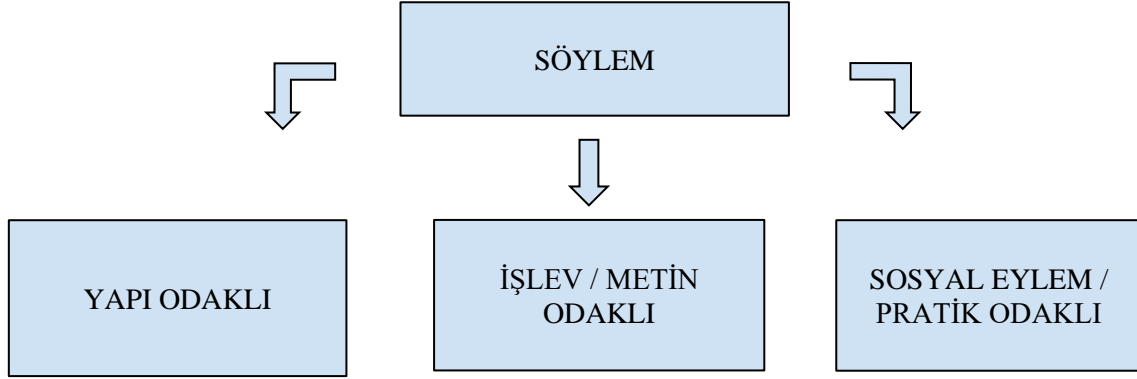 SÖYLEM
YAPI ODAKLI
İŞLEV / METİN
ODAKLI
SOSYAL EYLEM /
PRATİK ODAKLI